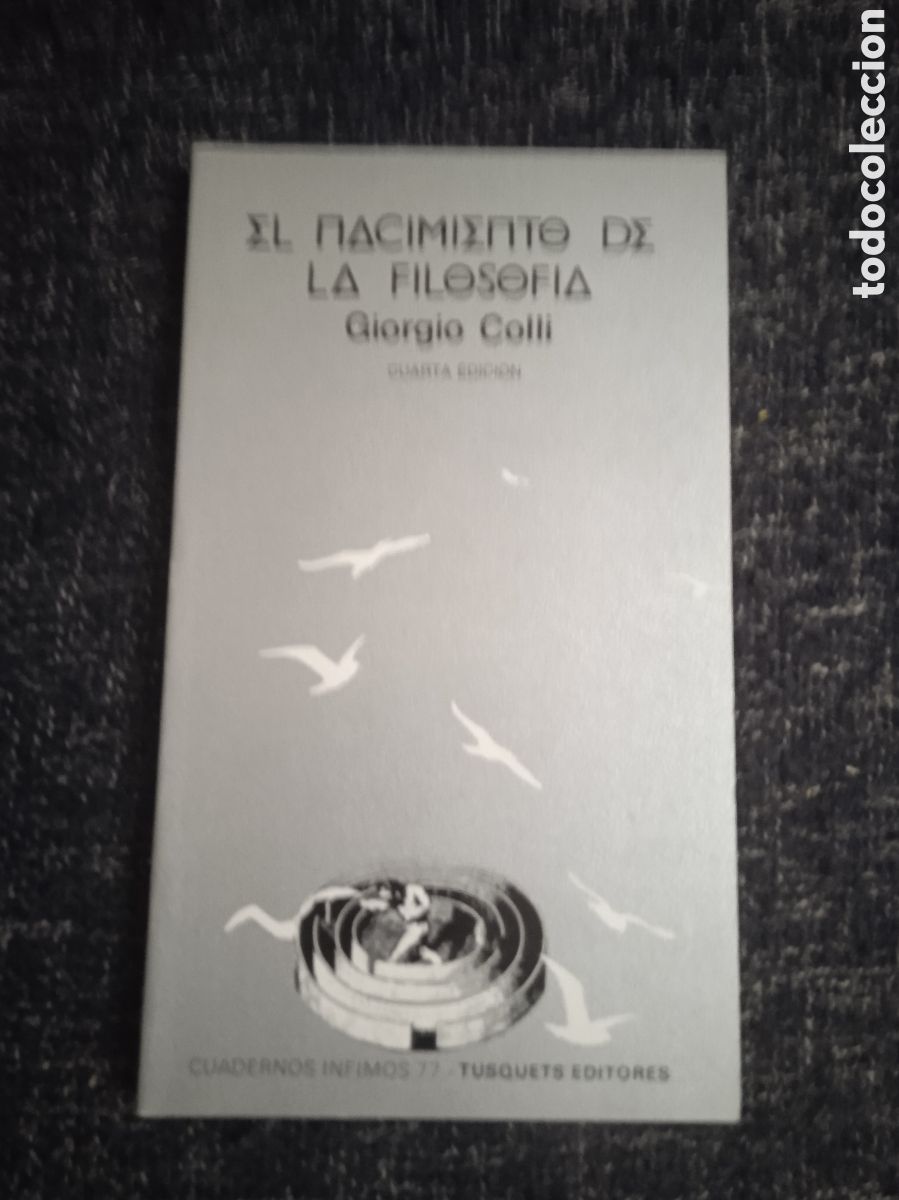 EL NACIMIENTO DE
LA FILOSOFIA
Giorgio Colli
CUARTA EDICION
CUADERNOS INFIMOS 77 - TUSQUETS EDITORES
todocoleccion